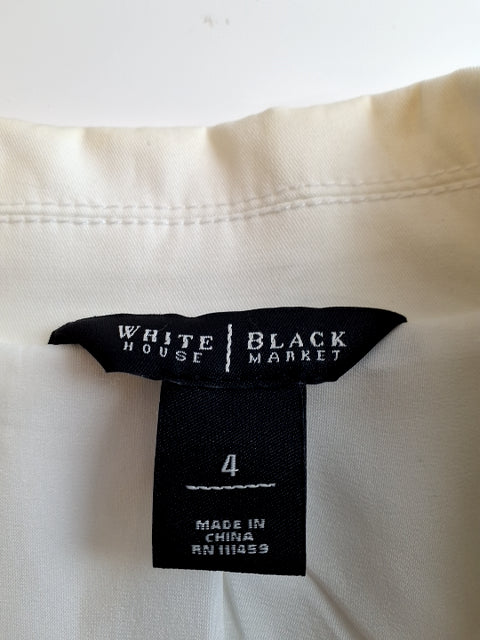 WHITE | BLACK
HOUSE MARKET
4
MADE IN
CHINA
RN 111459